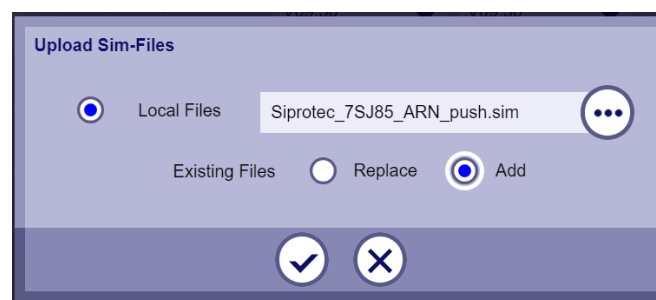 Upload Sim-Files
Local Files Siprotec_7SJ85_ARN_push.sim
Existing Files Replace Add